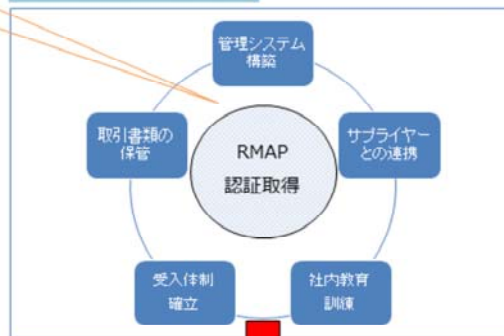 管理システム
構築
取引書類の
保管
サプライヤー
との連携
RMAP
認証取得
受入体制
確立
社内教育
訓練